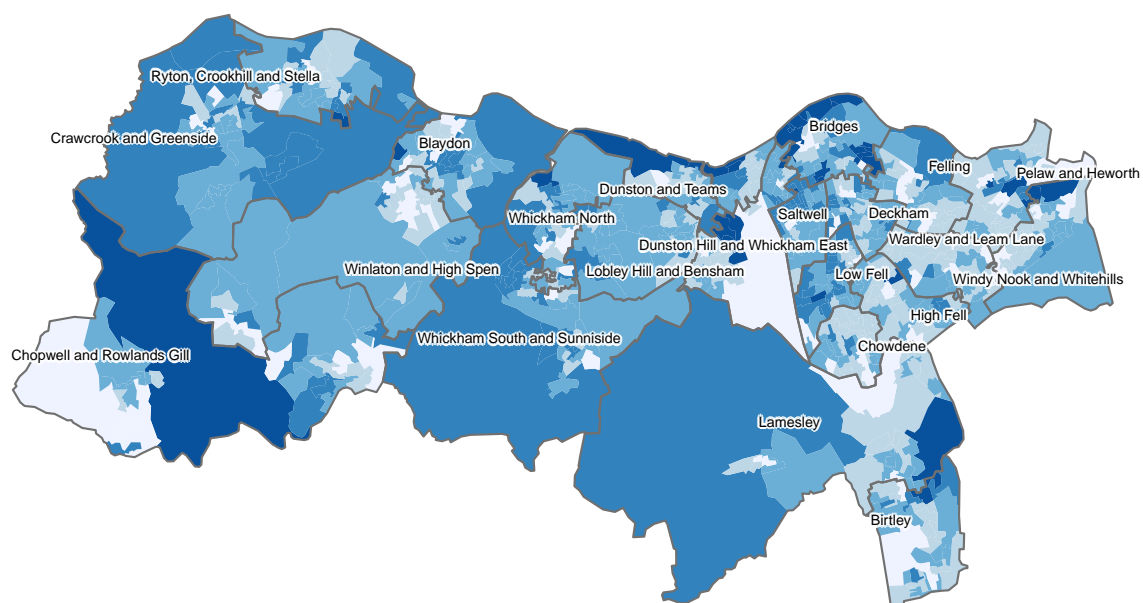 Ryton, Crookhill and Stella
Bridges
Crawcrook and Greenside
Blaydon
Felling
Pelaw and Heworth
Dunston and Teams
Whickham North
Saltwell
Deckham
Dunston Hill and Whickham East
Wardley and Leam Lane
Winlaton and High Spen
Lobley Hill and Bensham
Low Fell
Windy Nook and Whitehills
High Fell
Whickham South and Sunniside
Chowdene
Chopwell and Rowlands Gill
Lamesley
Birtley